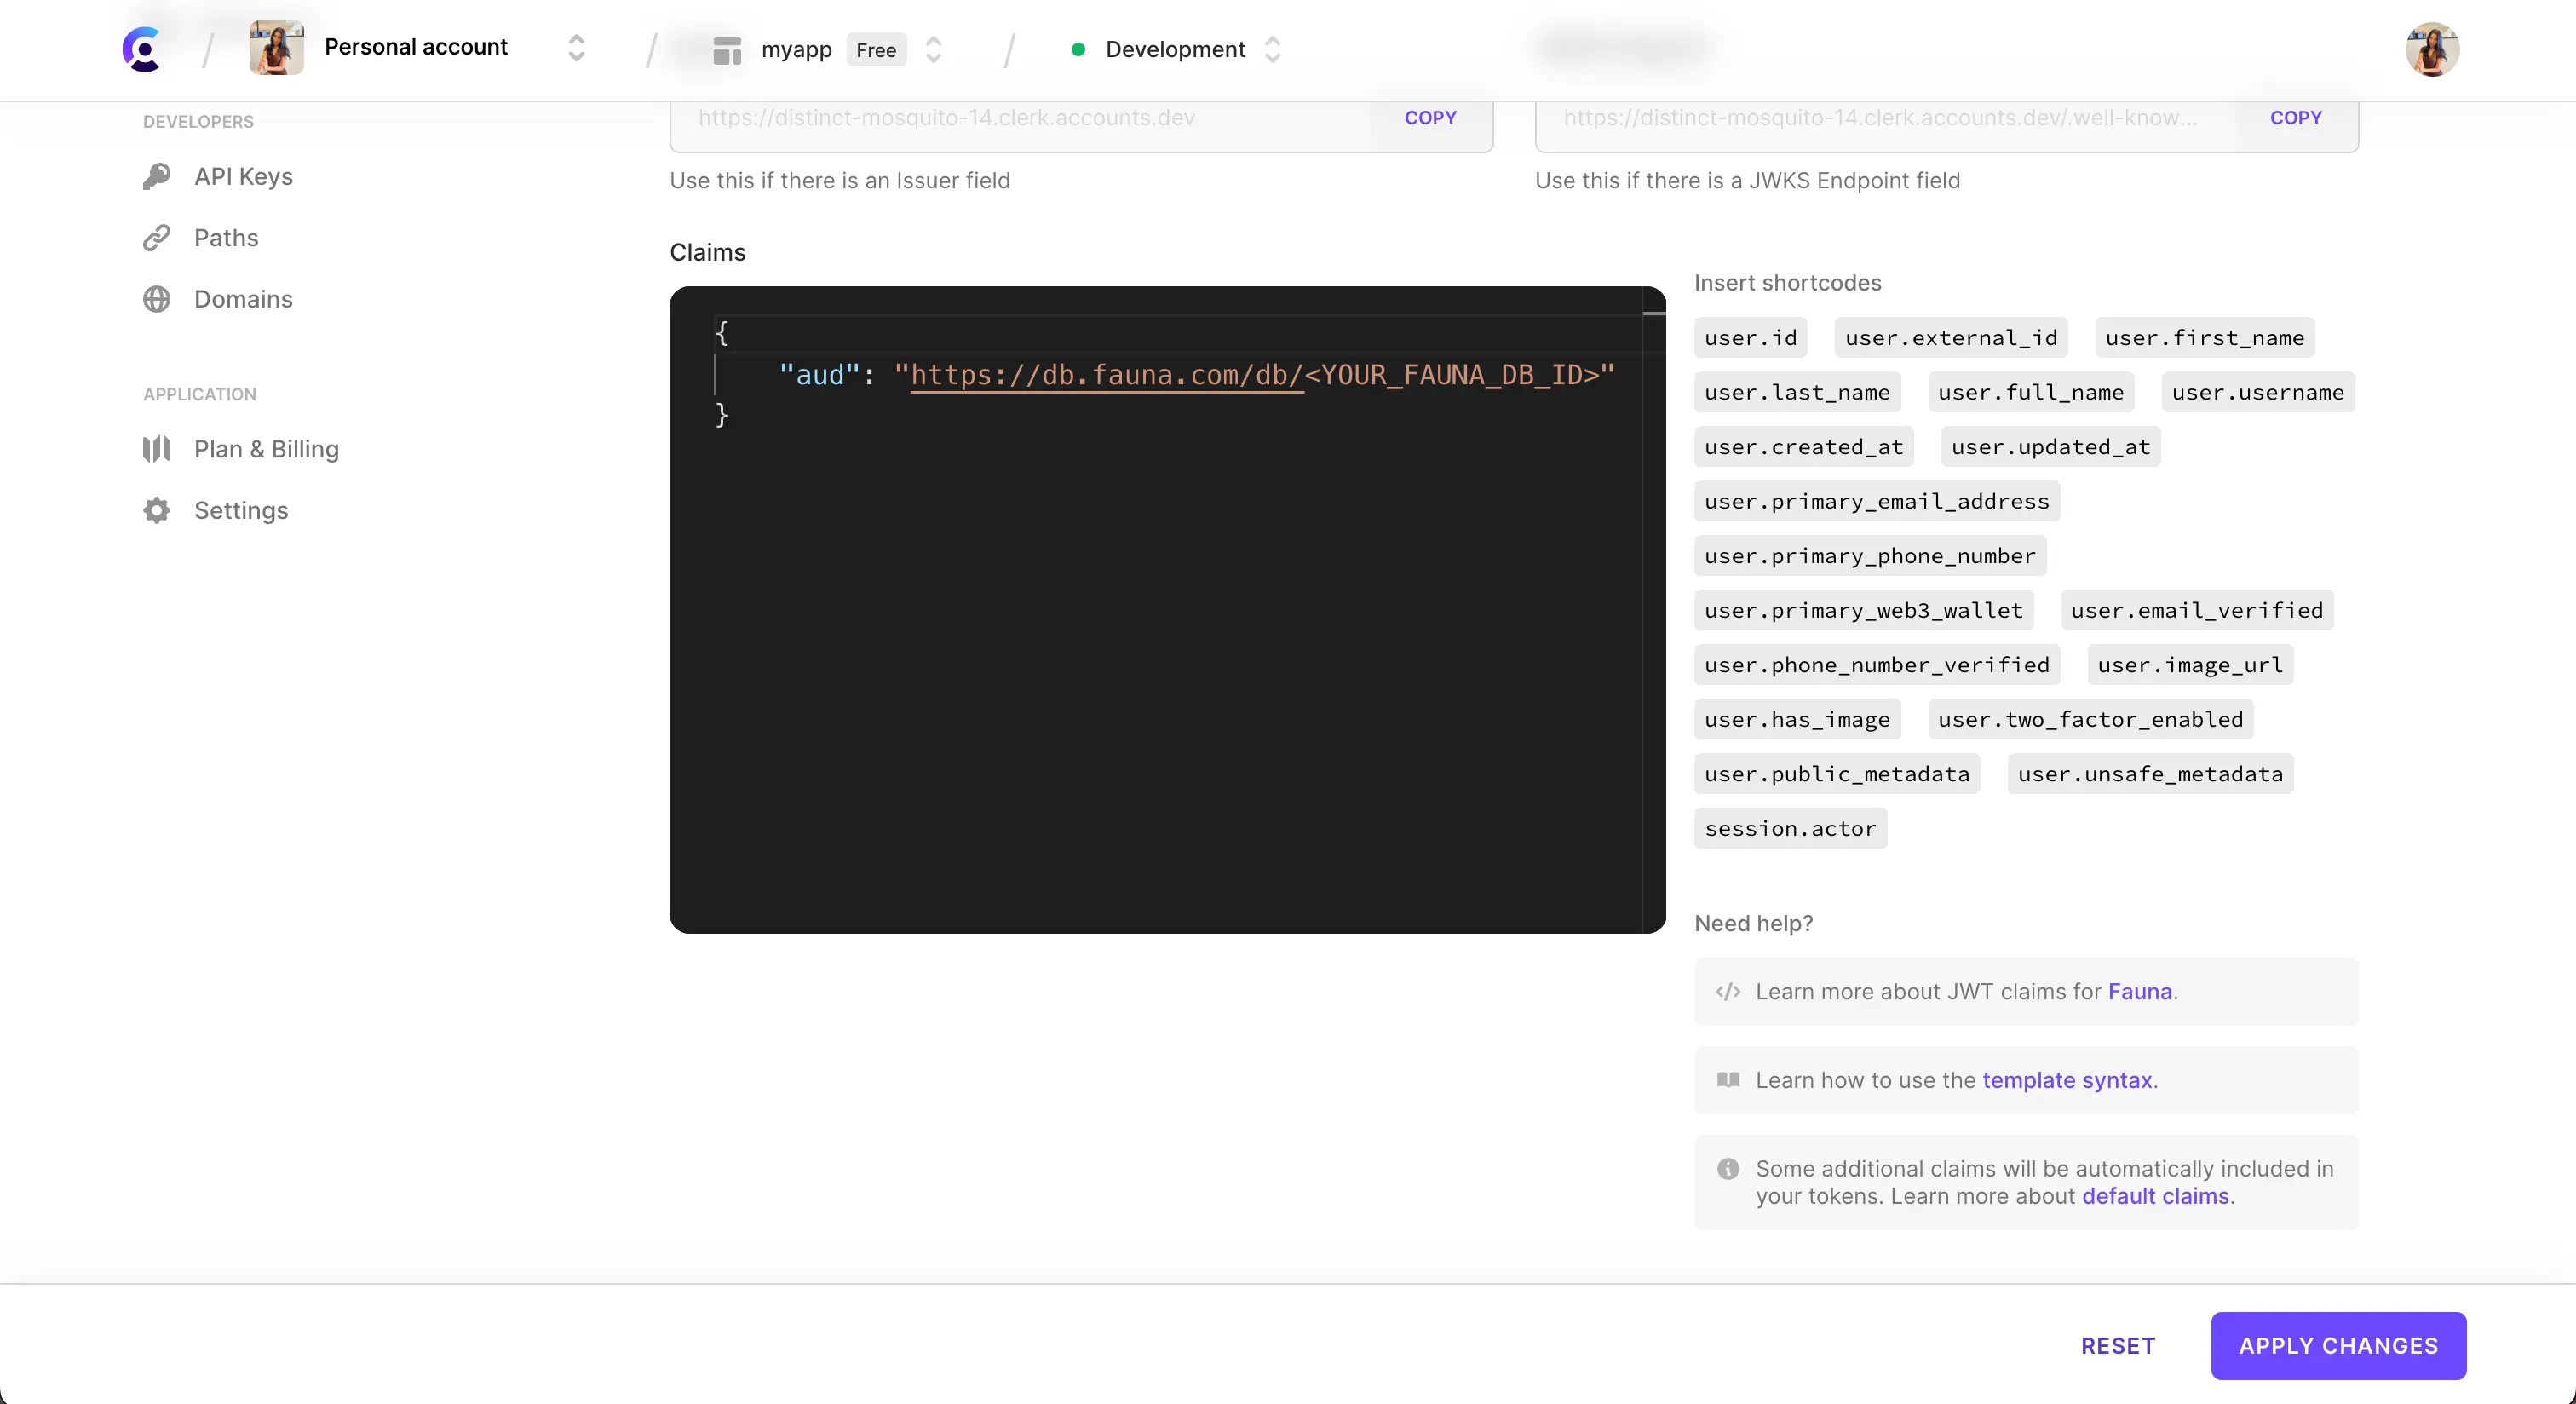 Personal account
myapp Free
Development
DEVELOPERS
API Keys
Paths
Domains
APPLICATION
Plan & Billing
Settings
https://distinct-mosquito-14.clerk.accounts.dev COPY
https://distinct-mosquito-14.clerk.accounts.dev/.well-know... COPY
Use this if there is an Issuer field
Use this if there is a JWKS Endpoint field
Claims
{
"aud": "https://db.fauna.com/db/<YOUR_FAUNA_DB_ID>"
}
Insert shortcodes
user.id user.external_id user.first_name
user.last_name user.full_name user.username
user.created_at user.updated_at
user.primary_email_address
user.primary_phone_number
user.primary_web3_wallet user.email_verified
user.phone_number_verified user.image_url
user.has_image user.two_factor_enabled
user.public_metadata user.unsafe_metadata
session.actor
Need help?
Learn more about JWT claims for Fauna.
Learn how to use the template syntax.
Some additional claims will be automatically included in
your tokens. Learn more about default claims.
RESET
APPLY CHANGES